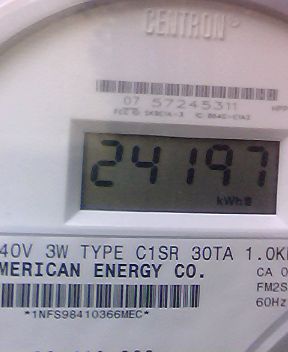 CENTRON®
07 57245311
24197
kWh
40V 3W TYPE C1SR 30TA 1.0K
MERICAN ENERGY CO.
CA 0
FM2S
60Hz
*1NFS98410366MEC*